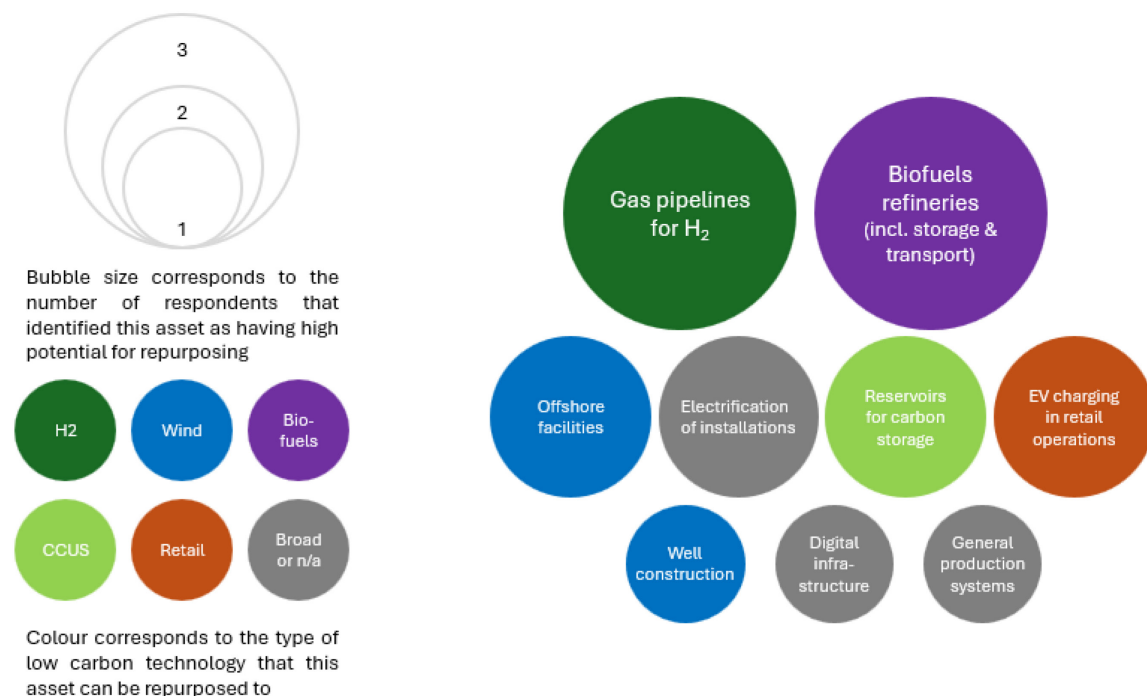 3
2
1
Bubble size corresponds to the
number of respondents that
identified this asset as having high
potential for repurposing
H2
Wind
Bio-
fuels
CCUS
Retail
Broad
or n/a
Colour corresponds to the type of
low carbon technology that this
asset can be repurposed to
Gas pipelines
for H₂
Biofuels
refineries
(incl. storage &
transport)
Offshore
facilities
Electrification
of installations
Reservoirs
for carbon
storage
EV charging
in retail
operations
Well
construction
Digital
infra-
structure
General
production
systems